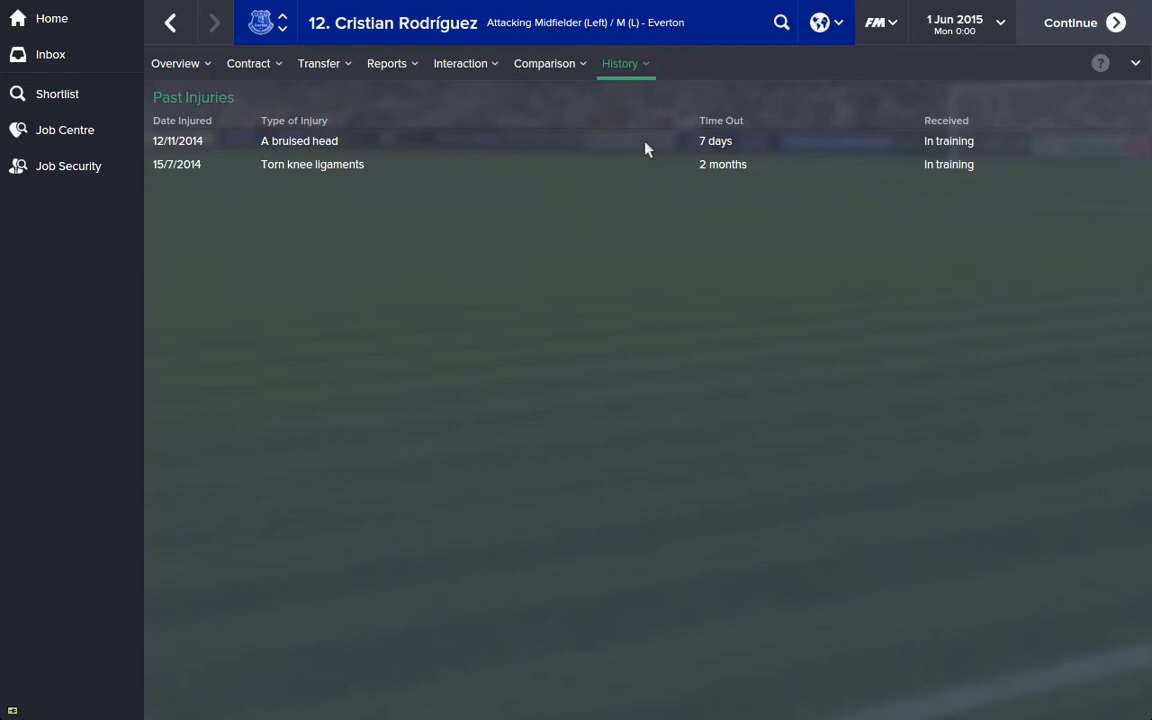 Home
Inbox
Shortlist
Job Centre
Job Security
12. Cristian Rodríguez Attacking Midfielder (Left) / M (L) - Everton
FM
1 Jun 2015
Mon 0:00
Continue
Overview Contract Transfer Reports Interaction Comparison History ?
Past Injuries
Date Injured Type of Injury Time Out Received
12/11/2014 A bruised head 7 days In training
15/7/2014 Torn knee ligaments 2 months In training